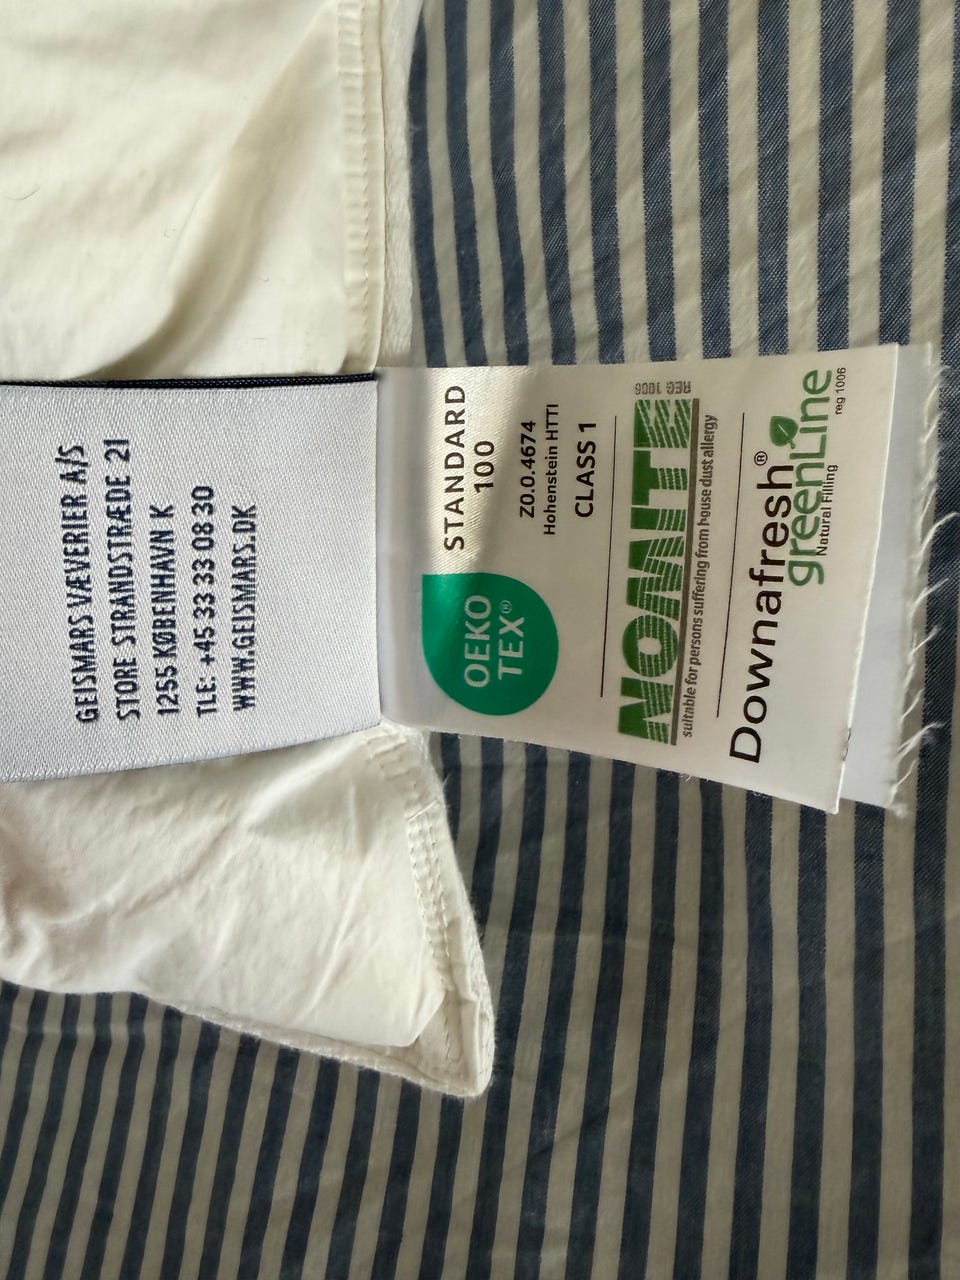 GEISMARS VÆVERIER A/S
STORE STRANDSTRÆDE 21
1255 KØBENHAVN K
TLE: +45 33 33 08 30
WWW.GEISMARS.DK
OEKO
TEX®
STANDARD
100
Z0.0.4674
Hohenstein HTTI
CLASS 1
NOMITE
REG 1006
suitable for persons suffering from house dust allergy
Downafresh®
greenLine
Natural Filling
reg 1006